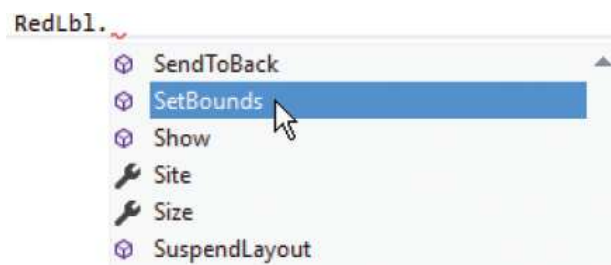 RedLbl.
SendToBack
SetBounds
Show
Site
Size
SuspendLayout